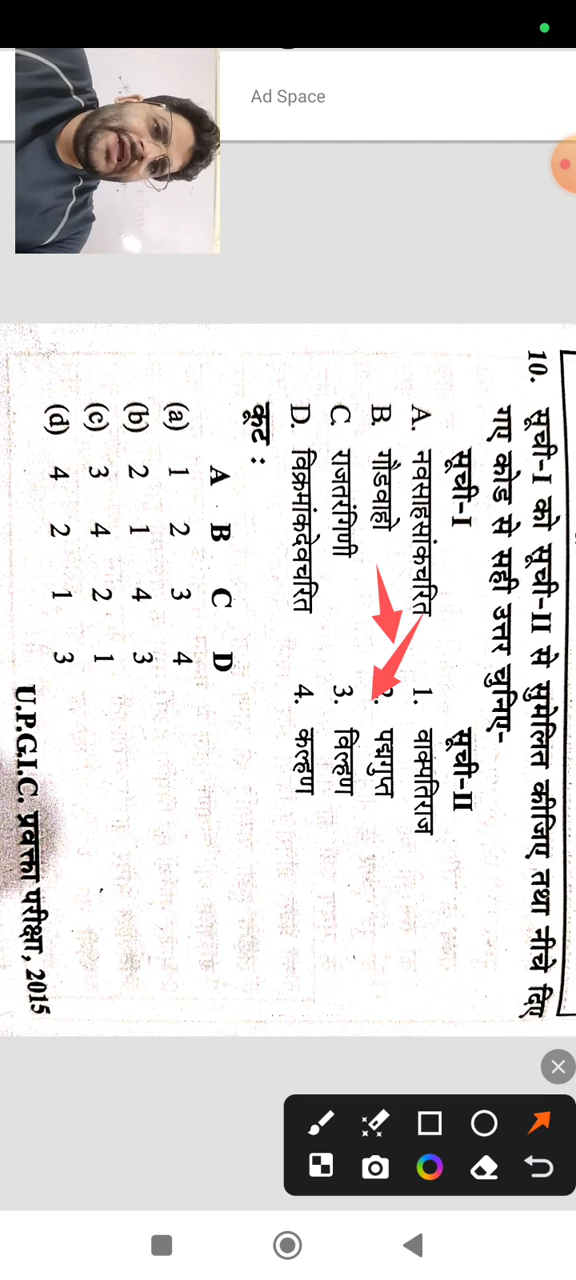 Ad Space
10. सूची-I को सूची-II से सुमेलित कीजिए तथा नीचे दिए
गए कोड से सही उत्तर चुनिए-
सूची-I सूची-II
A. नवसाहसांकचरित 1. वाक्पतिराज
B. गौडवाहो 2. पद्मगुप्त
C. राजतरंगिणी 3. विल्हण
D. विक्रमांकदेवचरित 4. कल्हण
कूट :
A B C D
(a) 1 2 3 4
(b) 2 1 4 3
(c) 3 4 2 1
(d) 4 2 1 3
U.P.G.I.C. प्रवक्ता परीक्षा, 2015